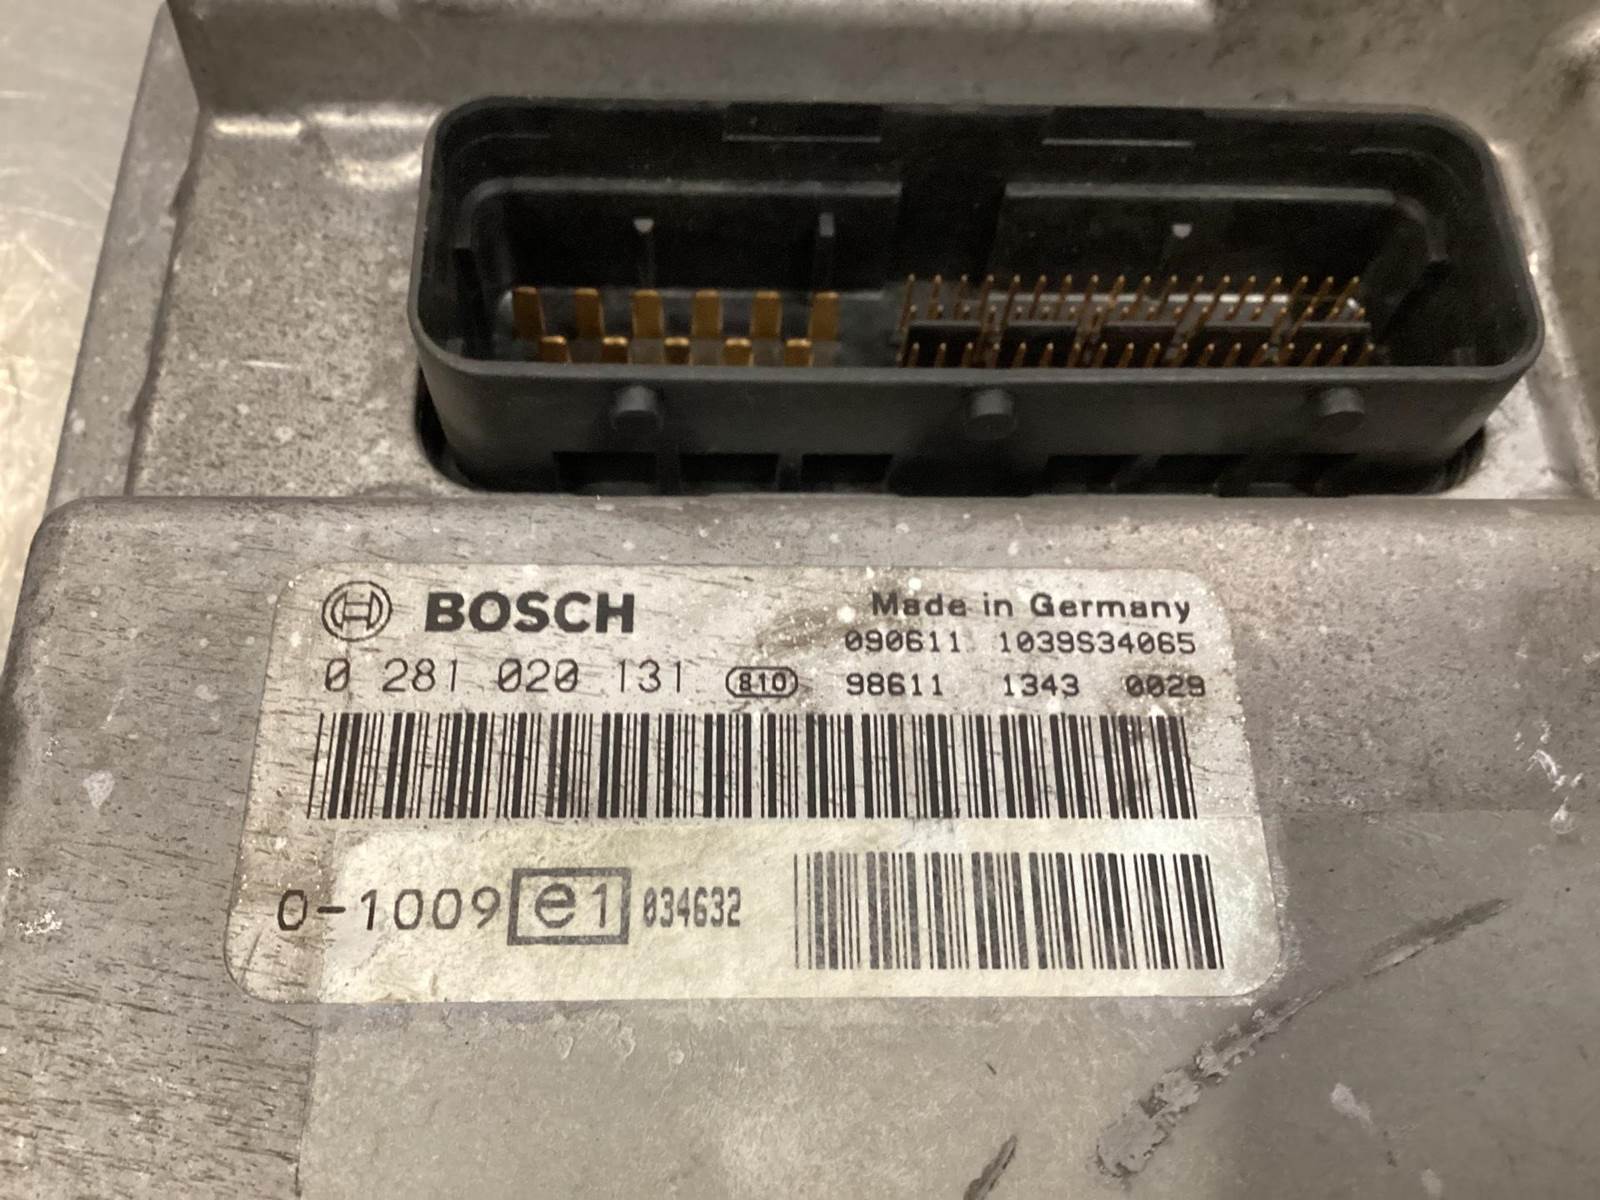 BOSCH
Made in Germany
090611 1039S34065
0 281 020 131 810 98611 1343 0029
0-1009 e1 034632